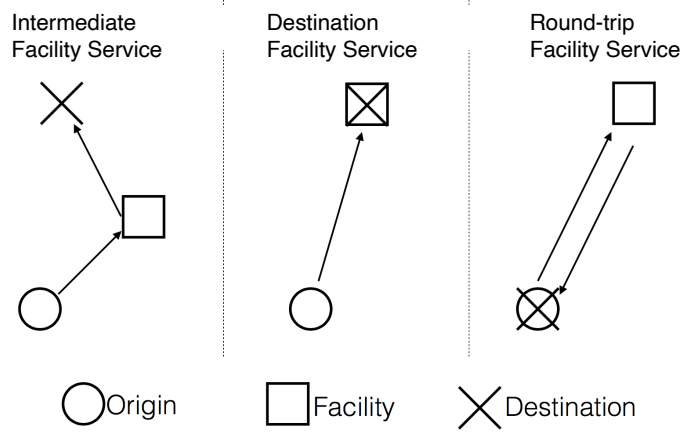 Intermediate
Facility Service
Destination
Facility Service
Round-trip
Facility Service
Origin
Facility
Destination